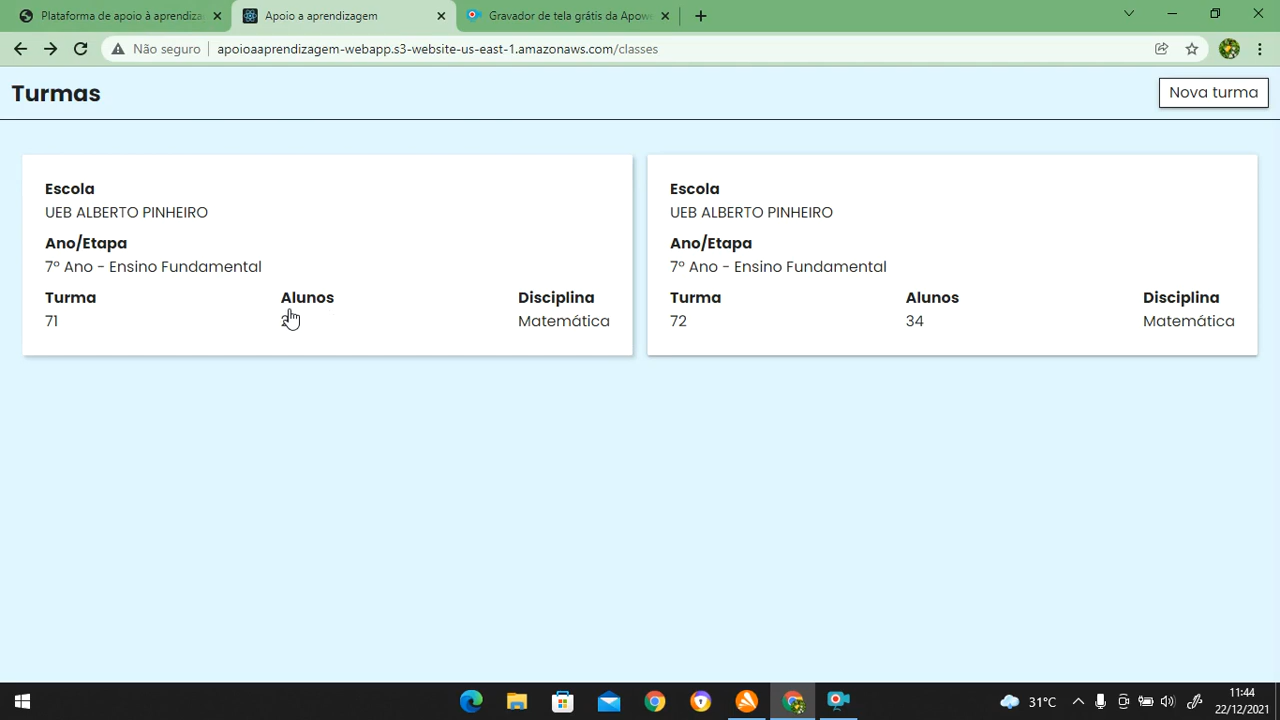 Plataforma de apoio à aprendiza
Apoio a aprendizagem
Gravador de tela grátis da Apowe
Não seguro
apoioaaprendizagem-webapp.s3-website-us-east-1.amazonaws.com/classes
Turmas
Nova turma
Escola
UEB ALBERTO PINHEIRO
Ano/Etapa
7º Ano - Ensino Fundamental
Turma Alunos Disciplina
71 Matemática
Escola
UEB ALBERTO PINHEIRO
Ano/Etapa
7º Ano - Ensino Fundamental
Turma Alunos Disciplina
72 34 Matemática
31°C
11:44
22/12/2021